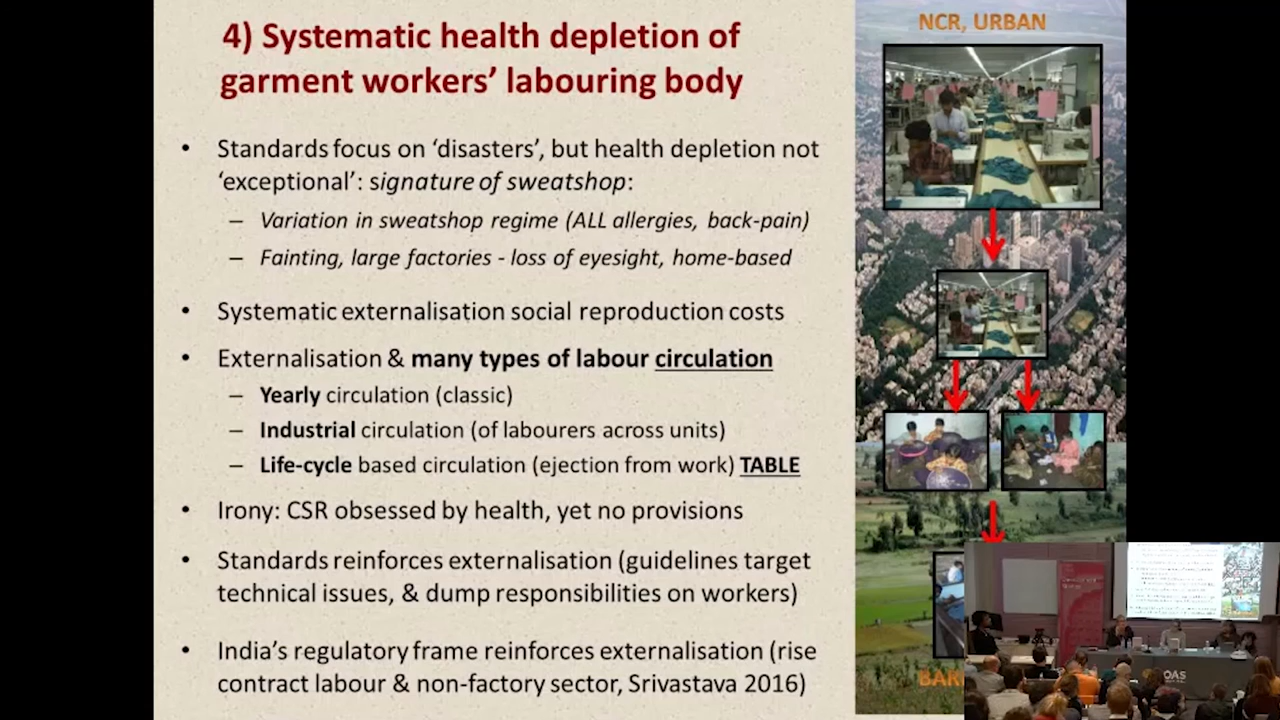 4) Systematic health depletion of
garment workers’ labouring body
• Standards focus on ‘disasters’, but health depletion not
‘exceptional’: signature of sweatshop:
– Variation in sweatshop regime (ALL allergies, back-pain)
– Fainting, large factories - loss of eyesight, home-based
• Systematic externalisation social reproduction costs
• Externalisation & many types of labour circulation
– Yearly circulation (classic)
– Industrial circulation (of labourers across units)
– Life-cycle based circulation (ejection from work) TABLE
• Irony: CSR obsessed by health, yet no provisions
• Standards reinforces externalisation (guidelines target
technical issues, & dump responsibilities on workers)
• India’s regulatory frame reinforces externalisation (rise
contract labour & non-factory sector, Srivastava 2016)
NCR, URBAN